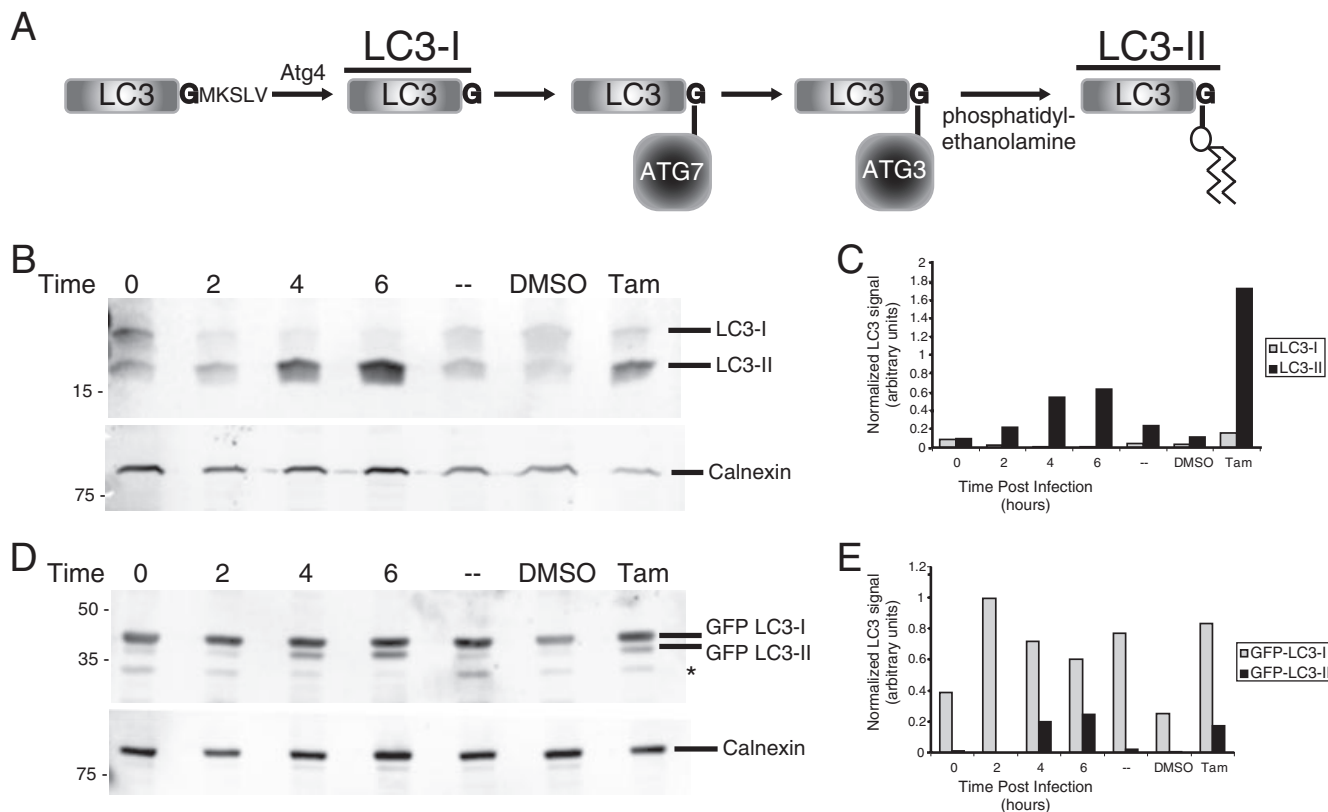 A
LC3 GMKSLV
Atg4
LC3-I
LC3 G
LC3 G
ATG7
LC3 G
ATG3
phosphatidyl-
ethanolamine
LC3-II
LC3 G
B
Time 0 2 4 6 -- DMSO Tam
LC3-I
LC3-II
15 -
Calnexin
75 -
C
Normalized LC3 signal
(arbitrary units)
2
1.8
1.6
1.4
1.2
1
0.8
0.6
0.4
0.2
0
0 2 4 6 -- DMSO Tam
Time Post Infection
(hours)
LC3-I
LC3-II
D
Time 0 2 4 6 -- DMSO Tam
50 -
GFP LC3-I
GFP LC3-II
35 -
*
Calnexin
75 -
E
Normalized LC3 signal
(arbitrary units)
1.2
1
0.8
0.6
0.4
0.2
0
0 2 4 6 -- DMSO Tam
Time Post Infection
(hours)
GFP-LC3-I
GFP-LC3-II